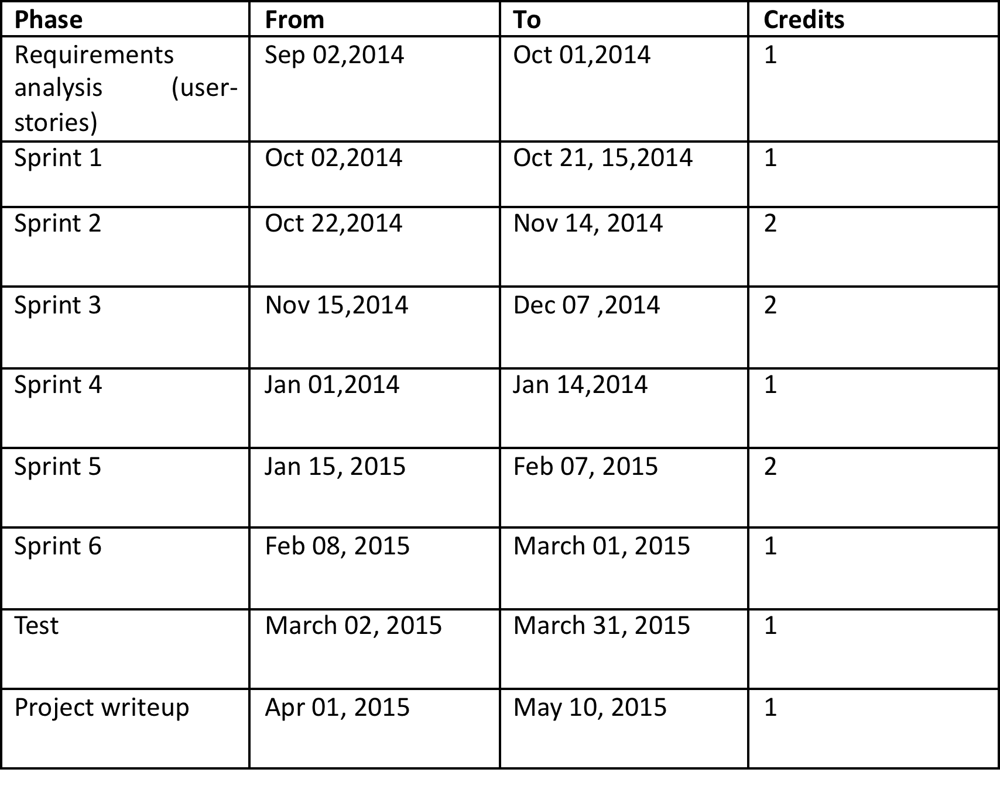 Phase From To Credits
Requirements Sep 02,2014 Oct 01,2014 1
analysis (user-
stories)
Sprint 1 Oct 02,2014 Oct 21, 15,2014 1
Sprint 2 Oct 22,2014 Nov 14, 2014 2
Sprint 3 Nov 15,2014 Dec 07 ,2014 2
Sprint 4 Jan 01,2014 Jan 14,2014 1
Sprint 5 Jan 15, 2015 Feb 07, 2015 2
Sprint 6 Feb 08, 2015 March 01, 2015 1
Test March 02, 2015 March 31, 2015 1
Project writeup Apr 01, 2015 May 10, 2015 1